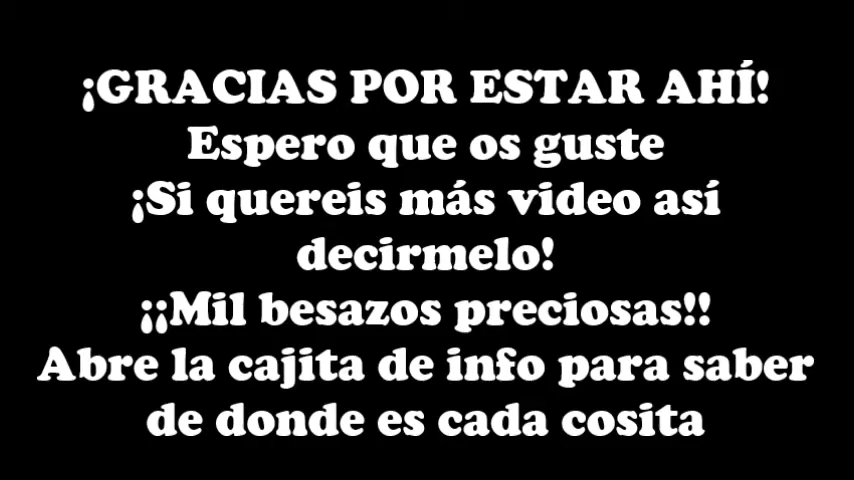 ¡GRACIAS POR ESTAR AHÍ!
Espero que os guste
¡Si quereis más video así
decirmelo!
¡¡Mil besazos preciosas!!
Abre la cajita de info para saber
de donde es cada cosita